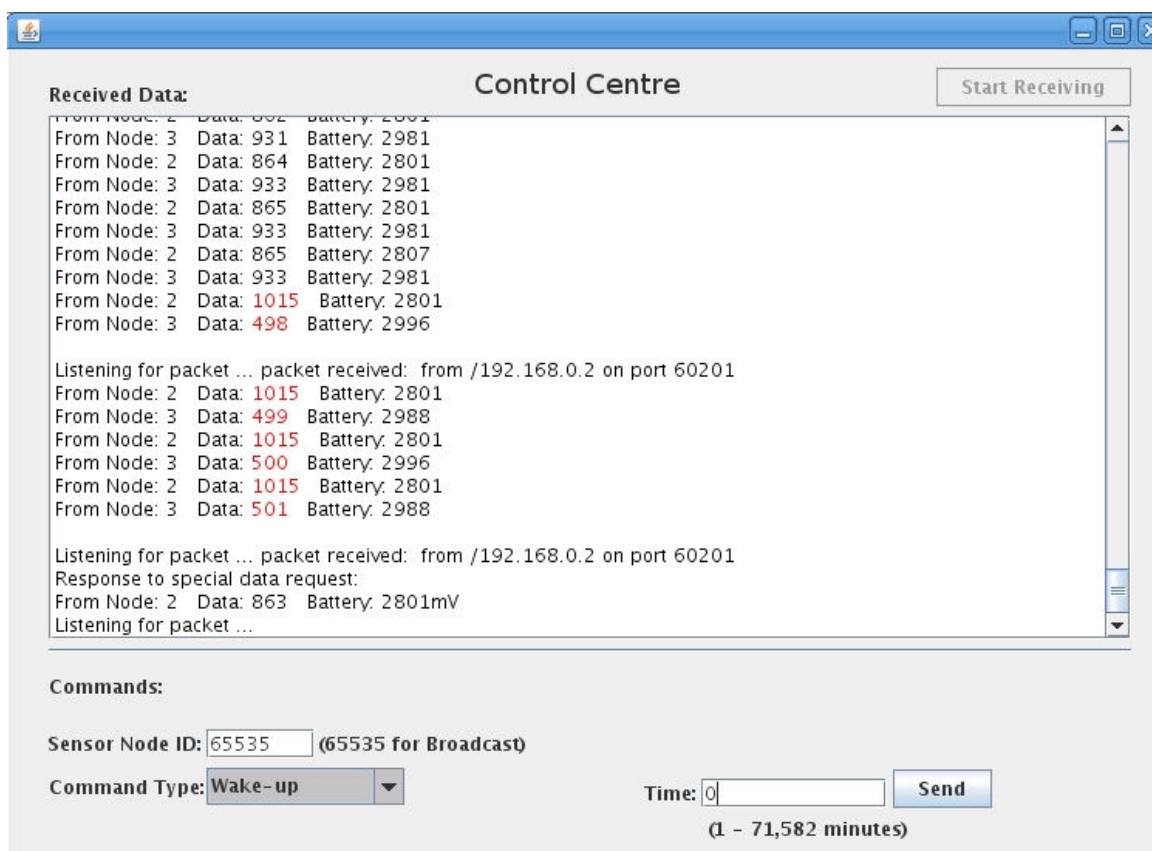 Control Centre
Received Data:
Start Receiving
From Node: 2 Data: 862 Battery: 2801
From Node: 3 Data: 931 Battery: 2981
From Node: 2 Data: 864 Battery: 2801
From Node: 3 Data: 933 Battery: 2981
From Node: 2 Data: 865 Battery: 2801
From Node: 3 Data: 933 Battery: 2981
From Node: 2 Data: 865 Battery: 2807
From Node: 3 Data: 933 Battery: 2981
From Node: 2 Data: 1015 Battery: 2801
From Node: 3 Data: 498 Battery: 2996
Listening for packet ... packet received: from /192.168.0.2 on port 60201
From Node: 2 Data: 1015 Battery: 2801
From Node: 3 Data: 499 Battery: 2988
From Node: 2 Data: 1015 Battery: 2801
From Node: 3 Data: 500 Battery: 2996
From Node: 2 Data: 1015 Battery: 2801
From Node: 3 Data: 501 Battery: 2988
Listening for packet ... packet received: from /192.168.0.2 on port 60201
Response to special data request:
From Node: 2 Data: 863 Battery: 2801mV
Listening for packet ...
Commands:
Sensor Node ID: 65535 (65535 for Broadcast)
Command Type: Wake-up
Time: 0 Send
(1 - 71,582 minutes)